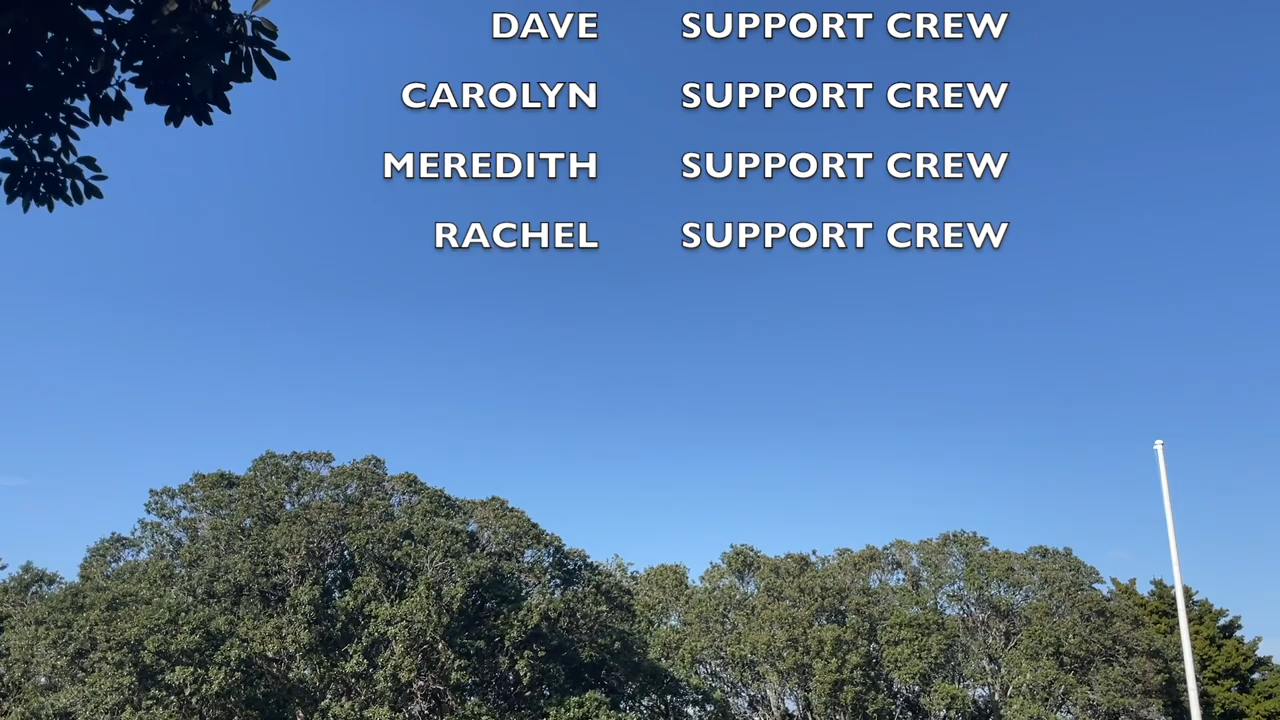 DAVE SUPPORT CREW
CAROLYN SUPPORT CREW
MEREDITH SUPPORT CREW
RACHEL SUPPORT CREW